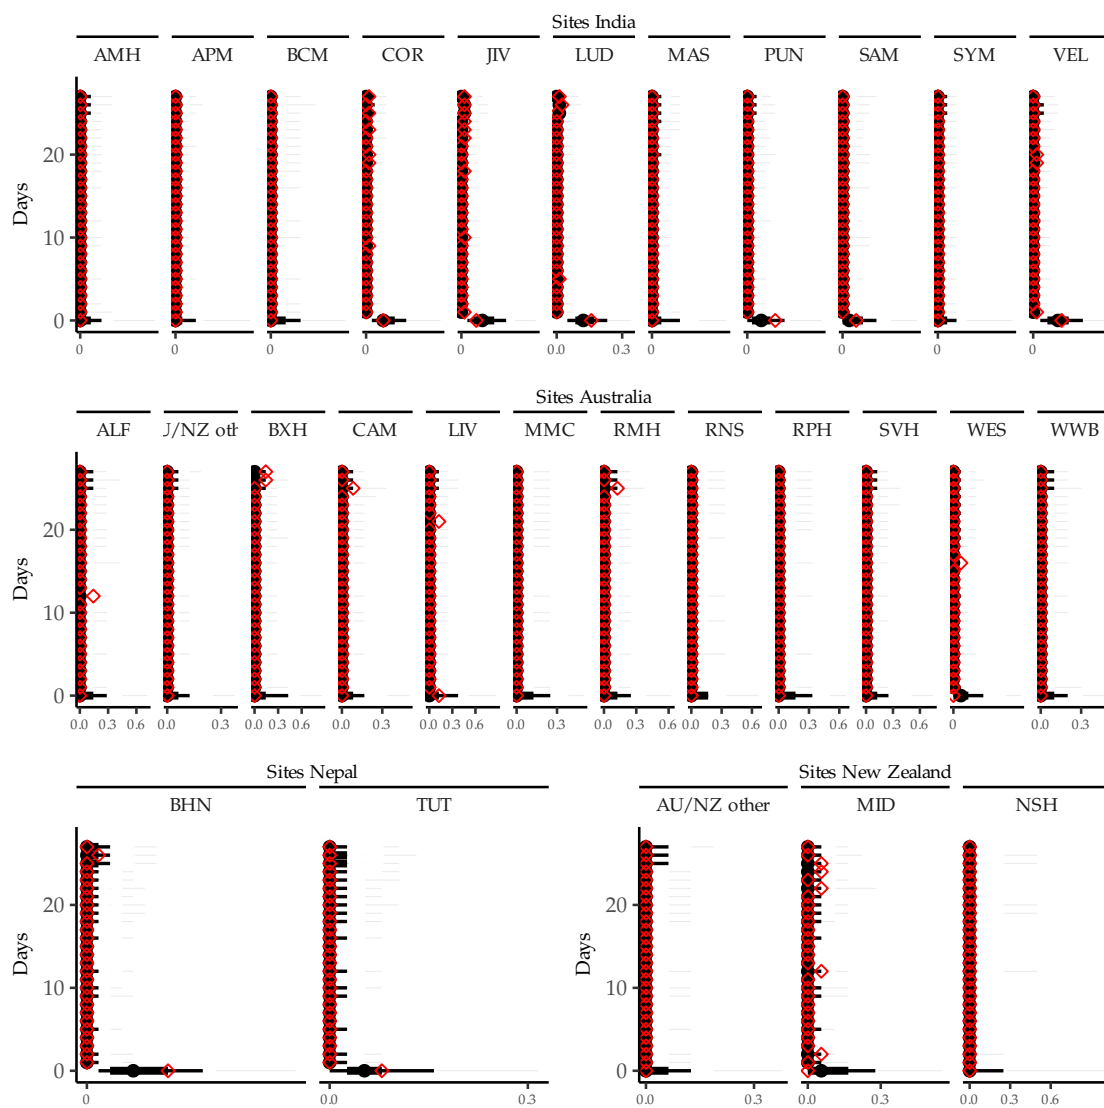 Sites India
AMH APM BCM COR JIV LUD MAS PUN SAM SYM VEL
20
10
0
Days
0 0 0 0 0 0.0 0.3 0 0 0 0 0
Sites Australia
ALF J/NZ oth BXH CAM LIV MMC RMH RNS RPH SVH WES WWB
20
10
0
Days
0.0 0.3 0.6 0.0 0.3 0.0 0.3 0.6 0.0 0.3 0.0 0.3 0.6 0.0 0.3 0.0 0.3 0.6 0.0 0.3 0.6 0.0 0.3 0.6 0.0 0.3 0.6 0 0.0 0.3
Sites Nepal
BHN TUT
20
10
0
Days
0 0.0 0.3
Sites New Zealand
AU/NZ other MID NSH
20
10
0
Days
0.0 0.3 0.0 0.3 0.0 0.3 0.6